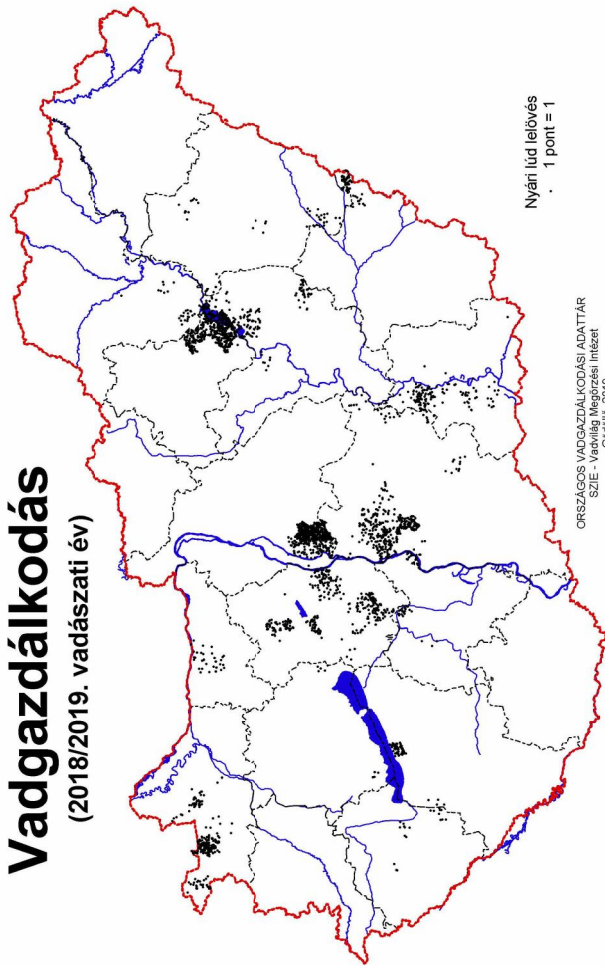 Vadgazdálkodás
(2018/2019. vadászati év)
Nyári lúd lelövés
. 1 pont = 1
ORSZÁGOS VADGAZDÁLKODÁSI ADATTÁR
SZIE - Vadvilág Megőrzési Intézet